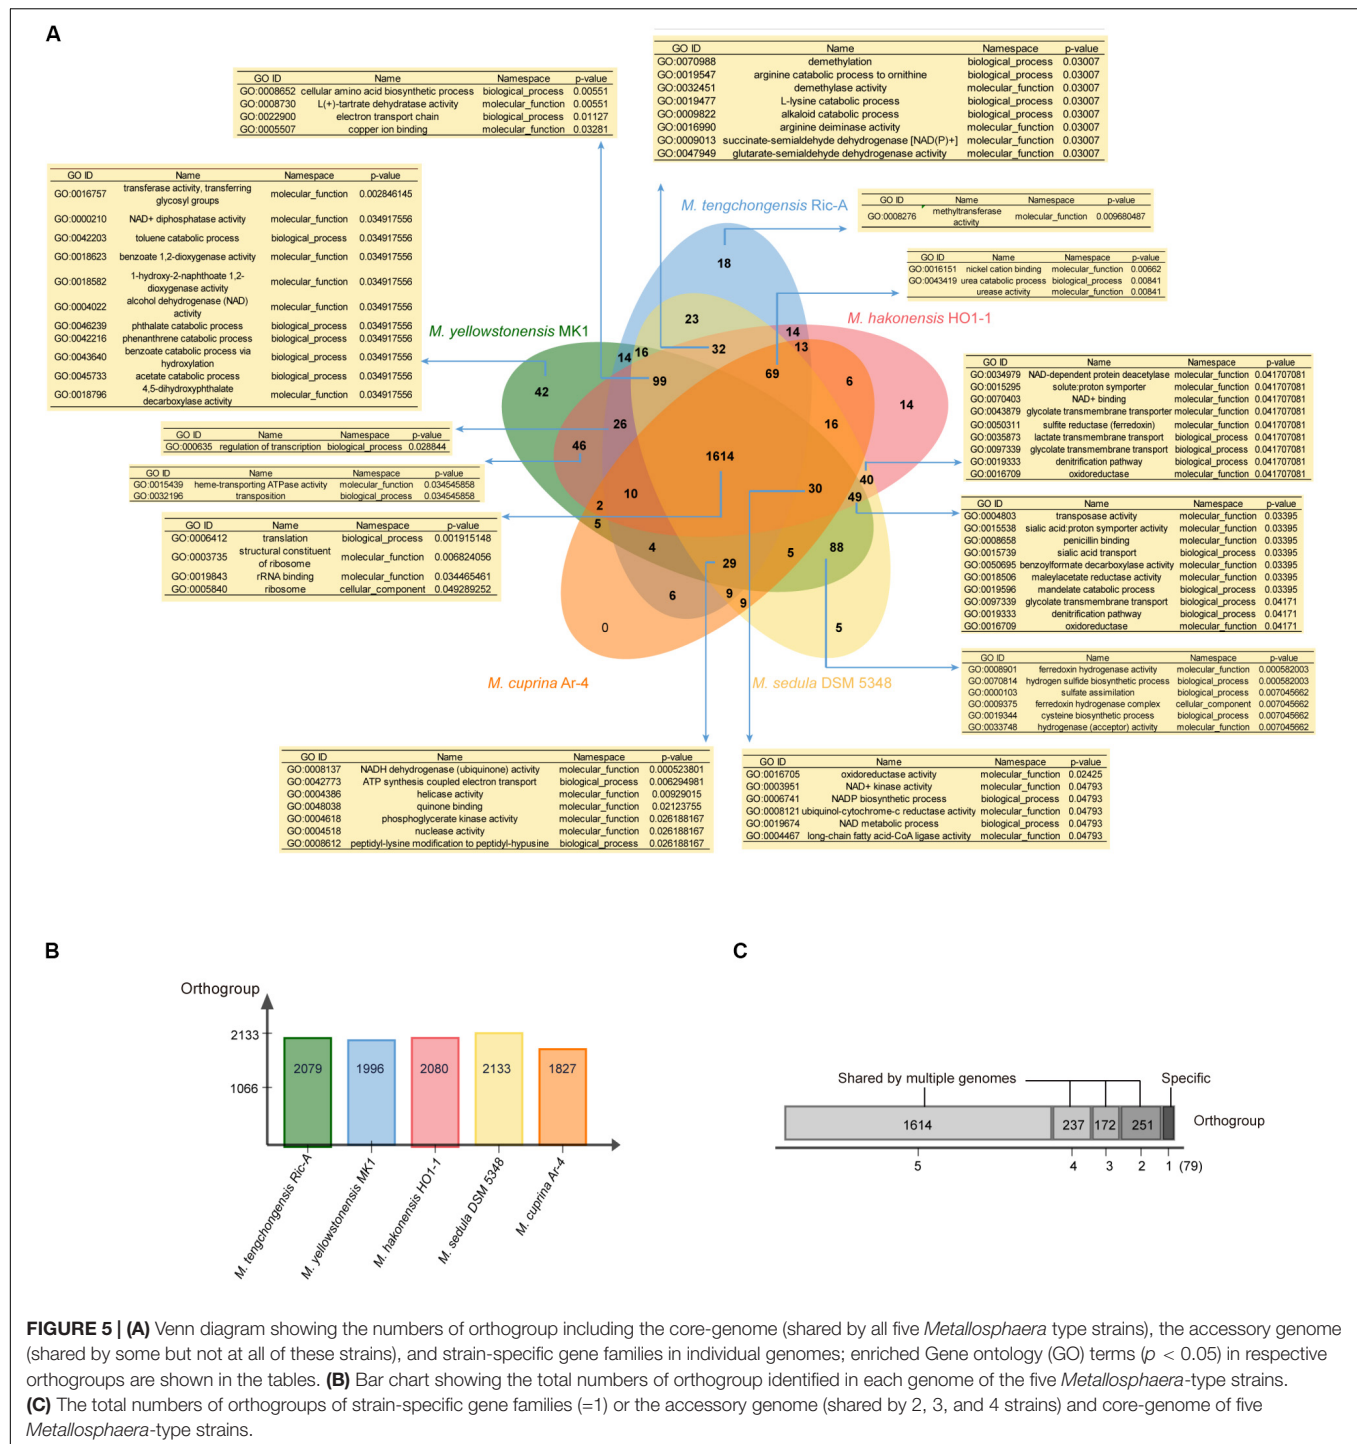 A
GO ID Name Namespace p-value
GO:0070988 demethylation biological_process 0.03007
GO:0019547 arginine catabolic process to ornithine biological_process 0.03007
GO:0032451 demethylase activity molecular_function 0.03007
GO:0019477 L-lysine catabolic process biological_process 0.03007
GO:0009822 alkaloid catabolic process biological_process 0.03007
GO:0016990 arginine deiminase activity molecular_function 0.03007
GO:0009013 succinate-semialdehyde dehydrogenase [NAD(P)+] molecular_function 0.03007
GO:0047949 glutarate-semialdehyde dehydrogenase activity molecular_function 0.03007
GO ID Name Namespace p-value
GO:0008652 cellular amino acid biosynthetic process biological_process 0.00551
GO:0008730 L(+)-tartrate dehydratase activity molecular_function 0.00551
GO:0022900 electron transport chain biological_process 0.01127
GO:0005507 copper ion binding molecular_function 0.03281
GO ID Name Namespace p-value
GO:0016757 transferase activity, transferring glycosyl groups molecular_function 0.002846145
GO:0000210 NAD+ diphosphatase activity molecular_function 0.034917556
GO:0042203 toluene catabolic process biological_process 0.034917556
GO:0018623 benzoate 1,2-dioxygenase activity molecular_function 0.034917556
GO:0018582 1-hydroxy-2-naphthoate 1,2-dioxygenase activity molecular_function 0.034917556
GO:0004022 alcohol dehydrogenase (NAD) activity molecular_function 0.034917556
GO:0046239 phthalate catabolic process biological_process 0.034917556
GO:0042216 phenanthrene catabolic process biological_process 0.034917556
GO:0043640 benzoate catabolic process via hydroxylation biological_process 0.034917556
GO:0045733 acetate catabolic process biological_process 0.034917556
GO:0018796 4,5-dihydroxyphthalate decarboxylase activity molecular_function 0.034917556
GO ID Name Namespace p-value
GO:0008276 methyltransferase activity molecular_function 0.009680487
GO ID Name Namespace p-value
GO:0016151 nickel cation binding molecular_function 0.00662
GO:0043419 urea catabolic process biological_process 0.00841
urease activity molecular_function 0.00841
M. tengchongensis Ric-A
M. hakonensis HO1-1
M. yellowstonensis MK1
M. cuprina Ar-4
M. sedula DSM 5348
18
23
14
14
16
32
13
42
99
69
6
14
26
16
46
1614
40
10
30
49
2
5
4
5
88
29
6
9
9
0
5
GO ID Name Namespace p-value
GO:000635 regulation of transcription biological_process 0.028844
GO ID Name Namespace p-value
GO:0015439 heme-transporting ATPase activity molecular_function 0.034545858
GO:0032196 transposition biological_process 0.034545858
GO ID Name Namespace p-value
GO:0006412 translation biological_process 0.001915148
GO:0003735 structural constituent of ribosome molecular_function 0.006824056
GO:0019843 rRNA binding molecular_function 0.034465461
GO:0005840 ribosome cellular_component 0.049289252
GO ID Name Namespace p-value
GO:0034979 NAD-dependent protein deacetylase molecular_function 0.041707081
GO:0015295 solute:proton symporter molecular_function 0.041707081
GO:0070403 NAD+ binding molecular_function 0.041707081
GO:0043879 glycolate transmembrane transporter molecular_function 0.041707081
GO:0050311 sulfite reductase (ferredoxin) molecular_function 0.041707081
GO:0035873 lactate transmembrane transport biological_process 0.041707081
GO:0097339 glycolate transmembrane transport biological_process 0.041707081
GO:0019333 denitrification pathway biological_process 0.041707081
GO:0016709 oxidoreductase molecular_function 0.041707081
GO ID Name Namespace p-value
GO:0004803 transposase activity molecular_function 0.03395
GO:0015538 sialic acid:proton symporter activity molecular_function 0.03395
GO:0008658 penicillin binding molecular_function 0.03395
GO:0015739 sialic acid transport biological_process 0.03395
GO:0050695 benzoylformate decarboxylase activity molecular_function 0.03395
GO:0018506 maleylacetate reductase activity molecular_function 0.03395
GO:0019596 mandelate catabolic process biological_process 0.03395
GO:0097339 glycolate transmembrane transport biological_process 0.04171
GO:0019333 denitrification pathway biological_process 0.04171
GO:0016709 oxidoreductase molecular_function 0.04171
GO ID Name Namespace p-value
GO:0008901 ferredoxin hydrogenase activity molecular_function 0.000582003
GO:0070814 hydrogen sulfide biosynthetic process biological_process 0.000582003
GO:0000103 sulfate assimilation biological_process 0.007045662
GO:009375 ferredoxin hydrogenase complex cellular_component 0.007045662
GO:0019344 cysteine biosynthetic process biological_process 0.007045662
GO:0033748 hydrogenase (acceptor) activity molecular_function 0.007045662
GO ID Name Namespace p-value
GO:0008137 NADH dehydrogenase (ubiquinone) activity molecular_function 0.000523801
GO:0042773 ATP synthesis coupled electron transport biological_process 0.006294981
GO:0004386 helicase activity molecular_function 0.00929015
GO:0048038 quinone binding molecular_function 0.02123755
GO:0004618 phosphoglycerate kinase activity molecular_function 0.026188167
GO:0004518 nuclease activity molecular_function 0.026188167
GO:0008612 peptidyl-lysine modification to peptidyl-hypusine biological_process 0.026188167
GO ID Name Namespace p-value
GO:0016705 oxidoreductase activity molecular_function 0.02425
GO:0003951 NAD+ kinase activity molecular_function 0.04793
GO:0006741 NADP biosynthetic process biological_process 0.04793
GO:0008121 ubiquinol-cytochrome-c reductase activity molecular_function 0.04793
GO:0019674 NAD metabolic process biological_process 0.04793
GO:0004467 long-chain fatty acid-CoA ligase activity molecular_function 0.04793
B
Orthogroup
2133
1066
2079
1996
2080
2133
1827
M. tengchongensis Ric-A
M. yellowstonensis MK1
M. hakonensis HO1-1
M. sedula DSM 5348
M. cuprina Ar-4
C
Shared by multiple genomes Specific
1614 237 172 251 Orthogroup
5 4 3 2 1 (79)
FIGURE 5 | (A) Venn diagram showing the numbers of orthogroup including the core-genome (shared by all five Metallosphaera type strains), the accessory genome
(shared by some but not at all of these strains), and strain-specific gene families in individual genomes; enriched Gene ontology (GO) terms (p < 0.05) in respective
orthogroups are shown in the tables. (B) Bar chart showing the total numbers of orthogroup identified in each genome of the five Metallosphaera-type strains.
(C) The total numbers of orthogroups of strain-specific gene families (=1) or the accessory genome (shared by 2, 3, and 4 strains) and core-genome of five
Metallosphaera-type strains.